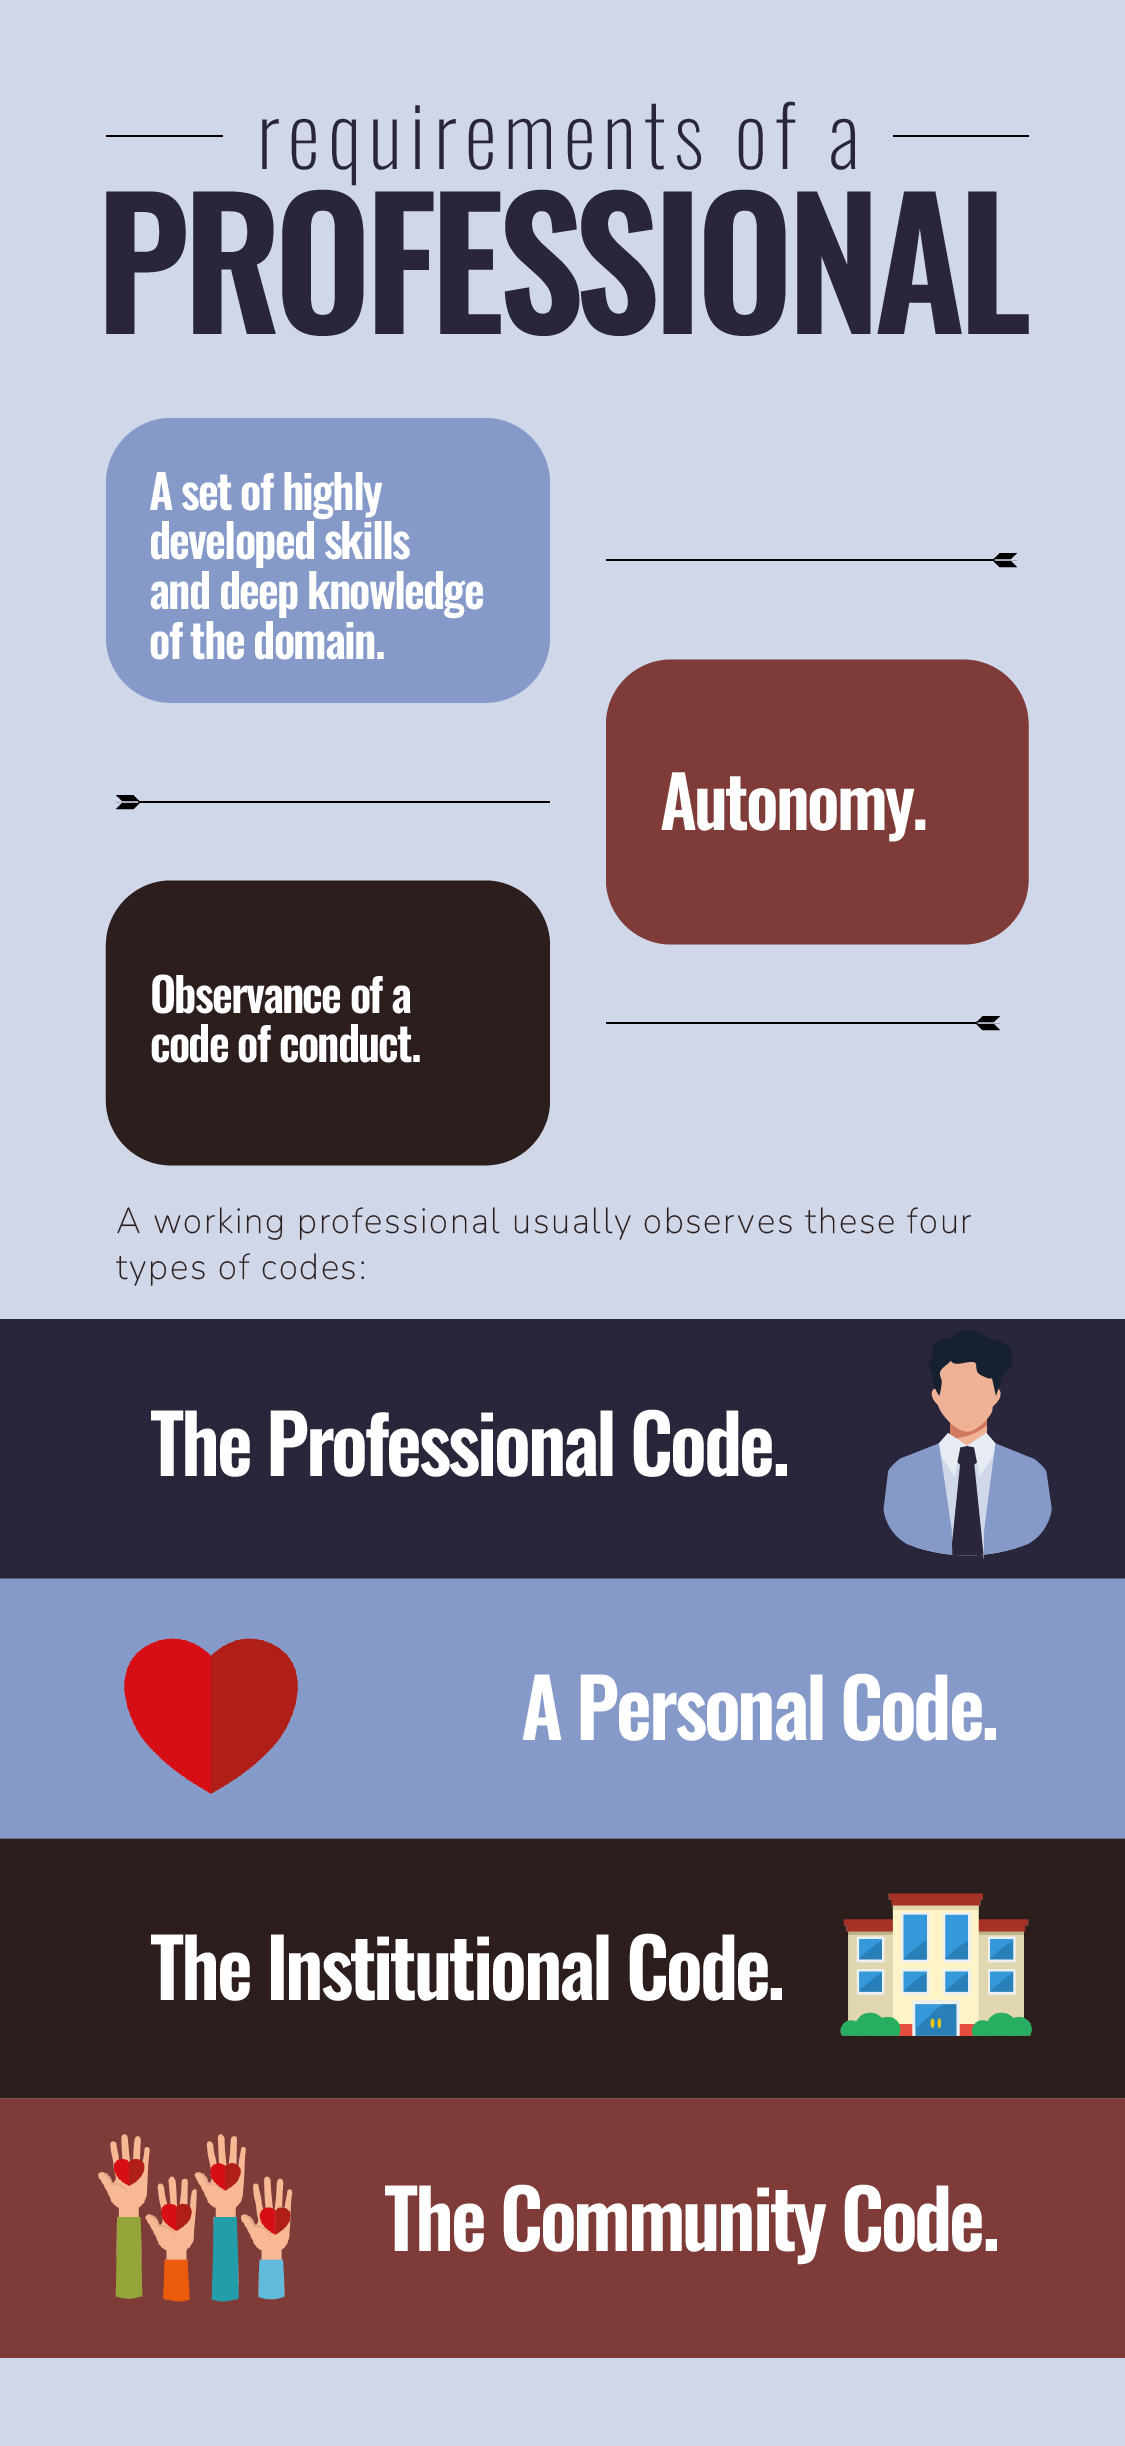 requirements of a
PROFESSIONAL
A set of highly
developed skills
and deep knowledge
of the domain.
Autonomy.
Observance of a
code of conduct.
A working professional usually observes these four
types of codes:
The Professional Code.
A Personal Code.
The Institutional Code.
The Community Code.